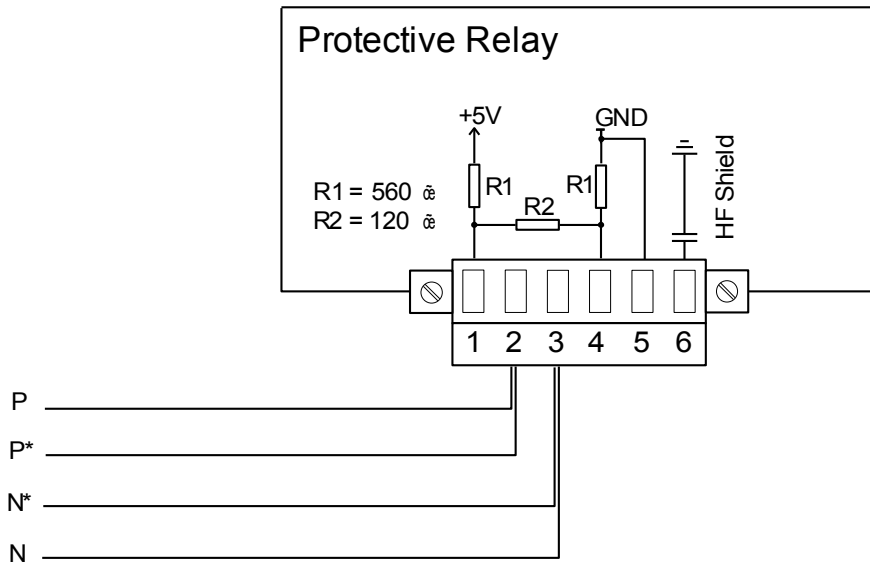 Protective Relay
+5V
GND
R1
R1
R2
R1 = 560
R2 = 120
HF Shield
1 2 3 4 5 6
P
P*
N*
N